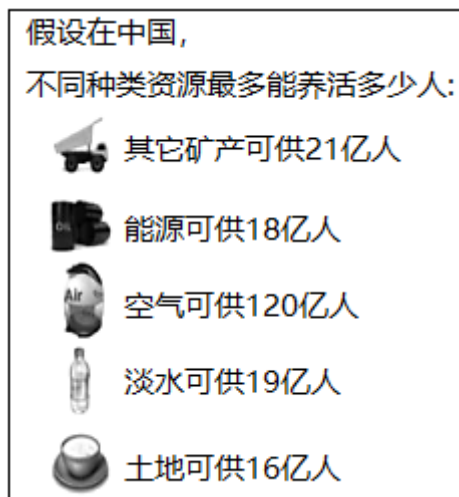 假设在中国，
不同种类资源最多能养活多少人:
其它矿产可供21亿人
OIL
能源可供18亿人
Air
空气可供120亿人
淡水可供19亿人
土地可供16亿人